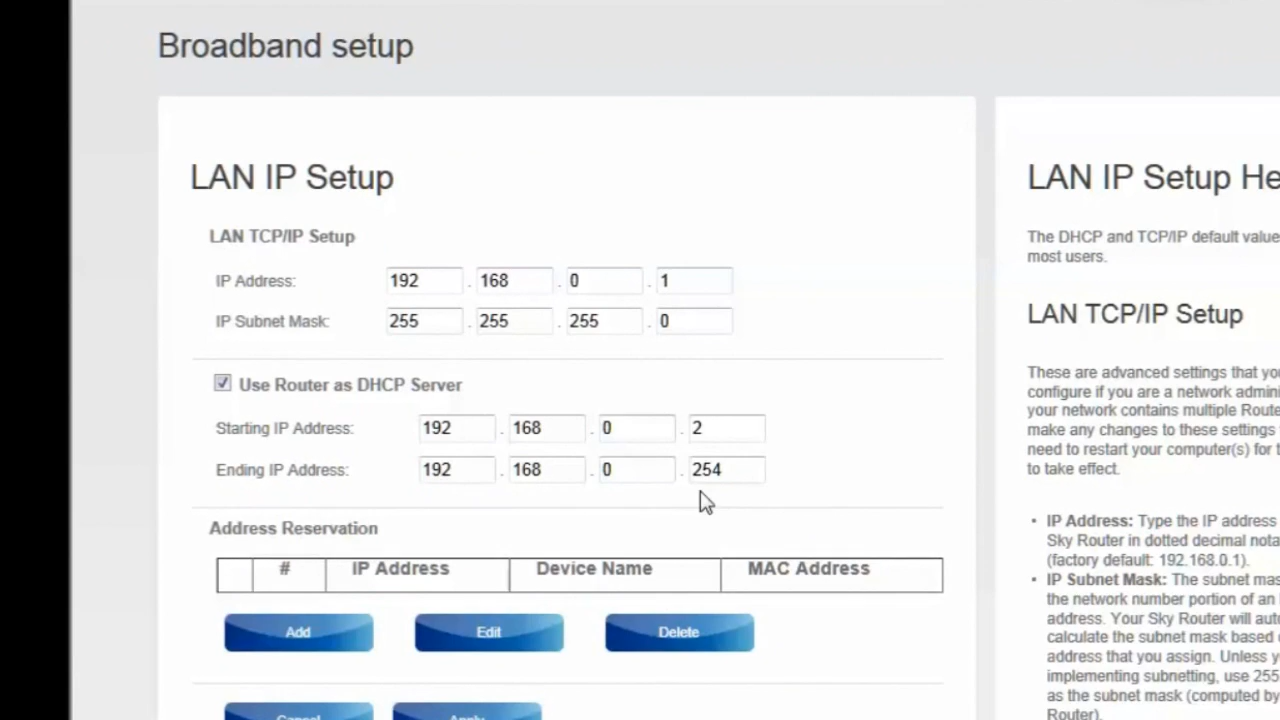 Broadband setup
LAN IP Setup
LAN TCP/IP Setup
IP Address: 192 . 168 . 0 . 1
IP Subnet Mask: 255 . 255 . 255 . 0
Use Router as DHCP Server
Starting IP Address: 192 . 168 . 0 . 2
Ending IP Address: 192 . 168 . 0 . 254
Address Reservation
# IP Address Device Name MAC Address
Add Edit Delete
Cancel Apply
LAN IP Setup He
The DHCP and TCP/IP default value
most users.
LAN TCP/IP Setup
These are advanced settings that yo
configure if you are a network admini
your network contains multiple Route
make any changes to these settings
need to restart your computer(s) for t
to take effect.
• IP Address: Type the IP address
Sky Router in dotted decimal nota
(factory default: 192.168.0.1).
• IP Subnet Mask: The subnet mas
the network number portion of an
address. Your Sky Router will auto
calculate the subnet mask based
address that you assign. Unless y
implementing subnetting, use 255
as the subnet mask (computed by
Router).